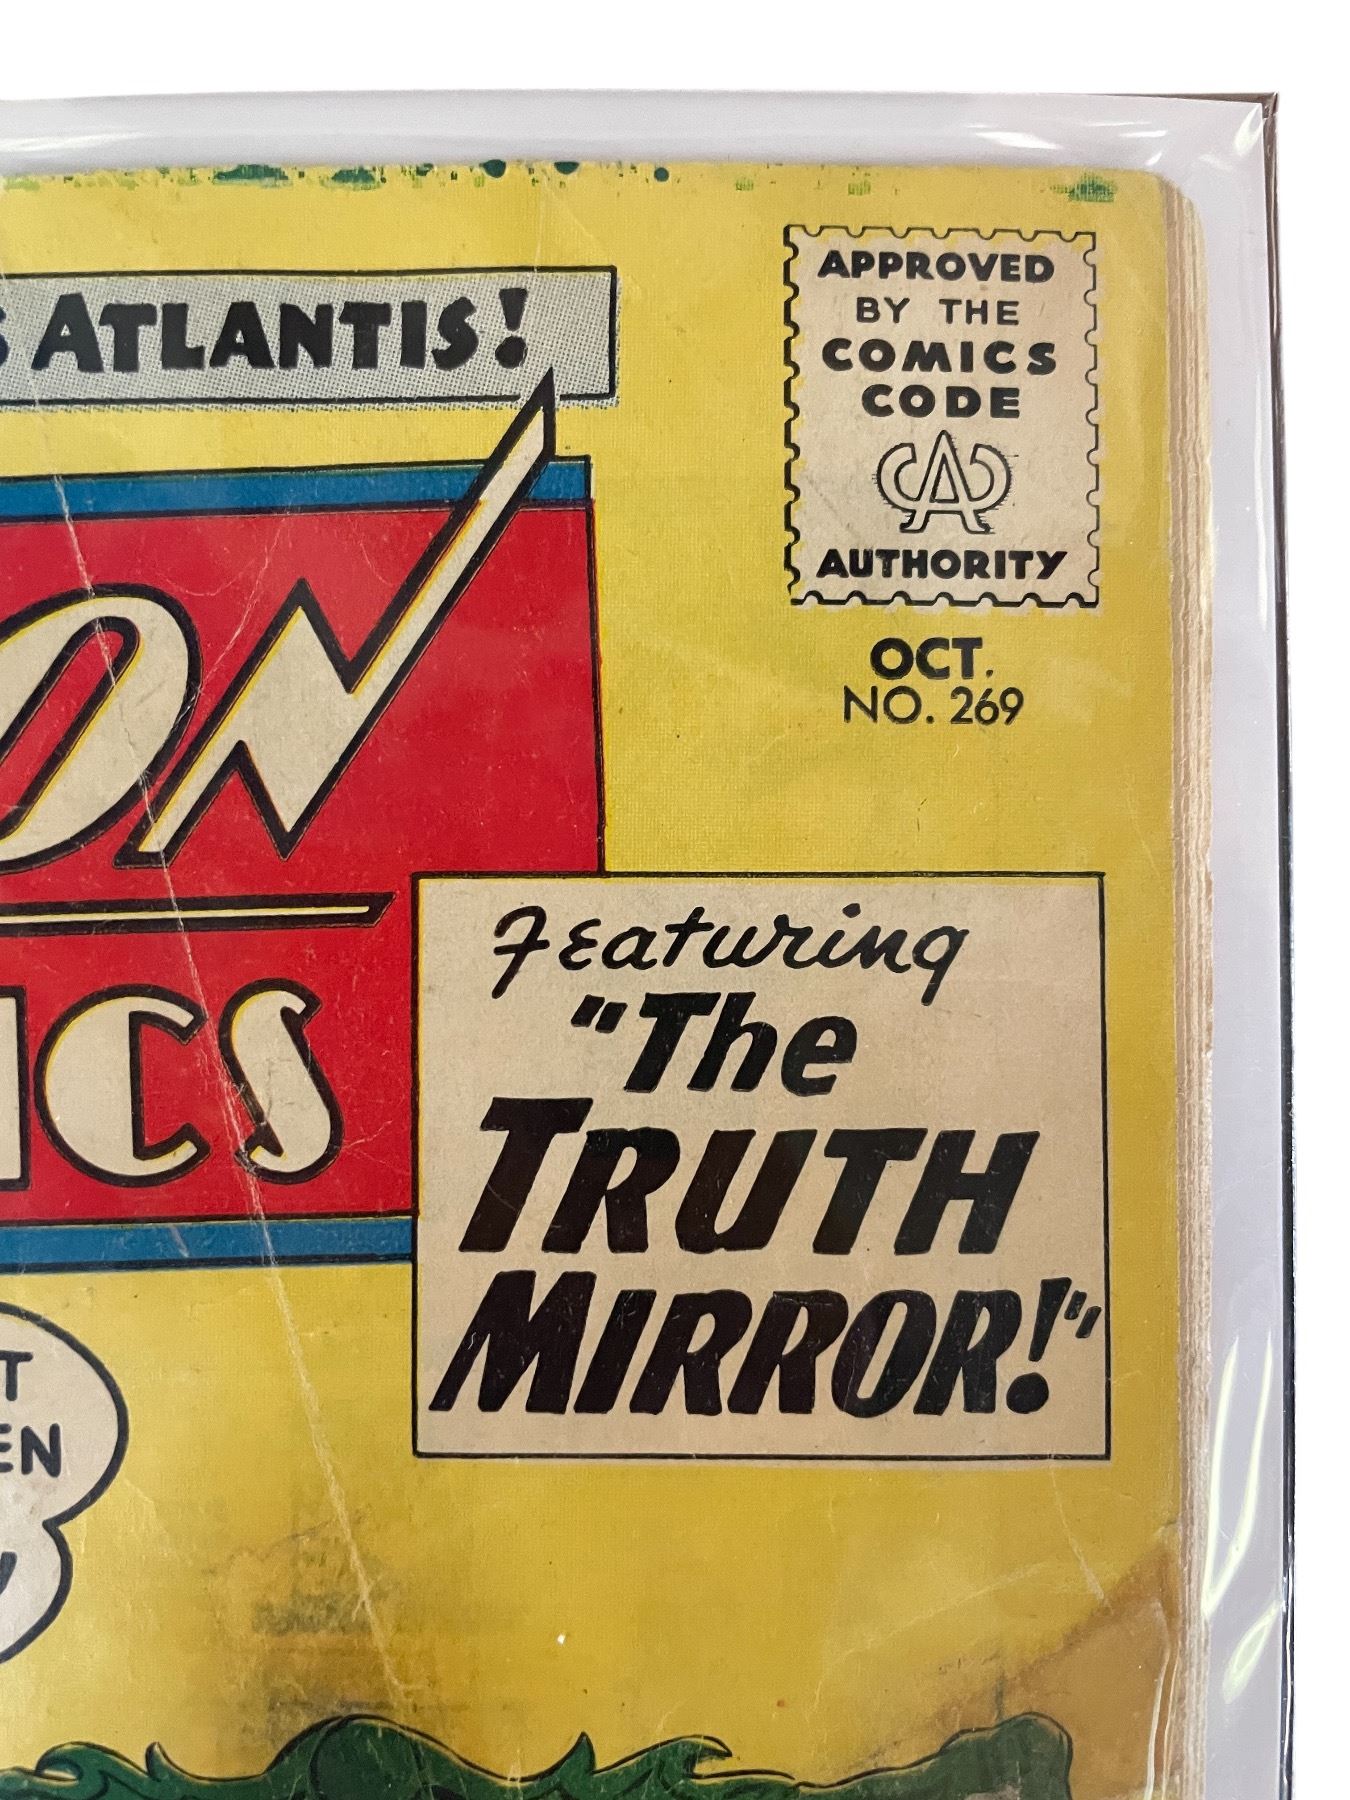 ATLANTIS!
APPROVED
BY THE
COMICS
CODE
CA
AUTHORITY
OCT.
NO. 269
ON
ICS
Featuring
"The
TRUTH
MIRROR!"
T
EN